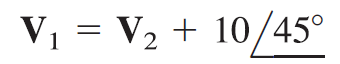 V₁ = V₂ + 10∠45°